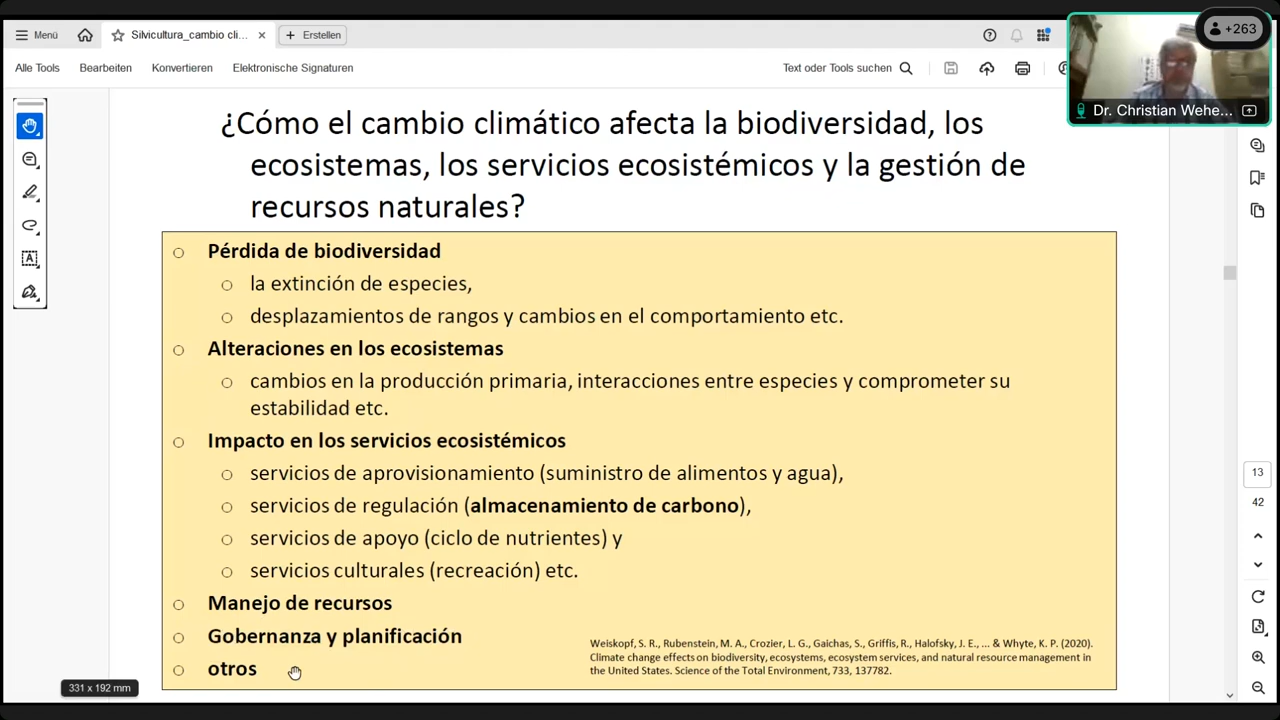 Menü
Silvicultura_cambio cli...
Erstellen
+263
Alle Tools
Bearbeiten
Konvertieren
Elektronische Signaturen
Text oder Tools suchen
Dr. Christian Wehe...
¿Cómo el cambio climático afecta la biodiversidad, los
ecosistemas, los servicios ecosistémicos y la gestión de
recursos naturales?
Pérdida de biodiversidad
la extinción de especies,
desplazamientos de rangos y cambios en el comportamiento etc.
Alteraciones en los ecosistemas
cambios en la producción primaria, interacciones entre especies y comprometer su
estabilidad etc.
Impacto en los servicios ecosistémicos
servicios de aprovisionamiento (suministro de alimentos y agua),
servicios de regulación (almacenamiento de carbono),
servicios de apoyo (ciclo de nutrientes) y
servicios culturales (recreación) etc.
Manejo de recursos
Gobernanza y planificación
otros
Weiskopf, S. R., Rubenstein, M. A., Crozier, L. G., Gaichas, S., Griffis, R., Halofsky, J. E., ... & Whyte, K. P. (2020).
Climate change effects on biodiversity, ecosystems, ecosystem services, and natural resource management in
the United States. Science of the Total Environment, 733, 137782.
331 x 192 mm
13
42